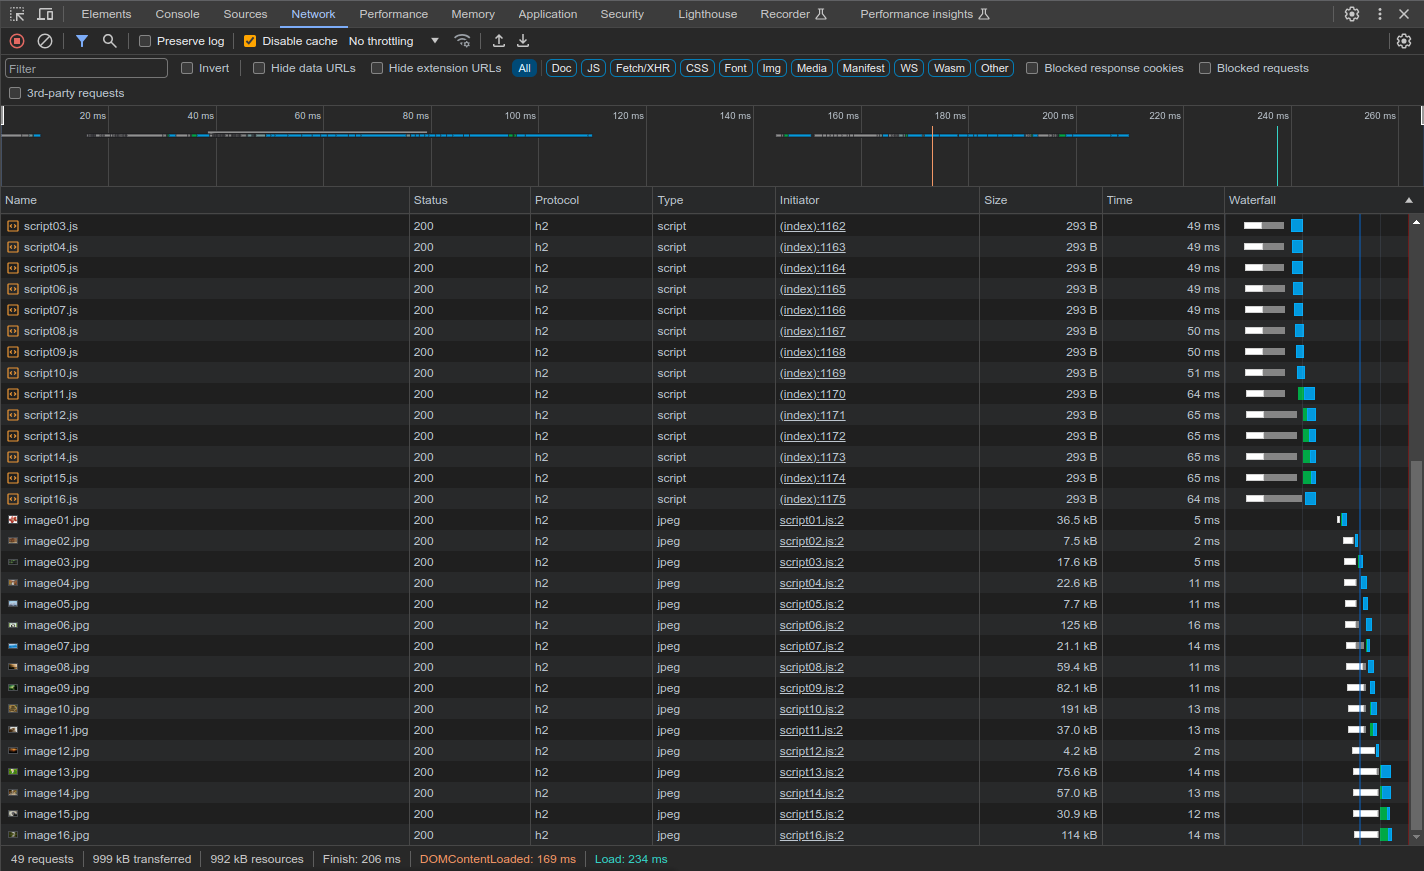 Elements Console Sources Network Performance Memory Application Security Lighthouse Recorder Performance insights
Preserve log Disable cache No throttling
Filter Invert Hide data URLs Hide extension URLs All Doc JS Fetch/XHR CSS Font Img Media Manifest WS Wasm Other Blocked response cookies Blocked requests
3rd-party requests
20 ms 40 ms 60 ms 80 ms 100 ms 120 ms 140 ms 160 ms 180 ms 200 ms 220 ms 240 ms 260 ms
Name Status Protocol Type Initiator Size Time Waterfall
script03.js 200 h2 script (index):1162 293 B 49 ms
script04.js 200 h2 script (index):1163 293 B 49 ms
script05.js 200 h2 script (index):1164 293 B 49 ms
script06.js 200 h2 script (index):1165 293 B 49 ms
script07.js 200 h2 script (index):1166 293 B 49 ms
script08.js 200 h2 script (index):1167 293 B 50 ms
script09.js 200 h2 script (index):1168 293 B 50 ms
script10.js 200 h2 script (index):1169 293 B 51 ms
script11.js 200 h2 script (index):1170 293 B 64 ms
script12.js 200 h2 script (index):1171 293 B 65 ms
script13.js 200 h2 script (index):1172 293 B 65 ms
script14.js 200 h2 script (index):1173 293 B 65 ms
script15.js 200 h2 script (index):1174 293 B 65 ms
script16.js 200 h2 script (index):1175 293 B 64 ms
image01.jpg 200 h2 jpeg script01.js:2 36.5 kB 5 ms
image02.jpg 200 h2 jpeg script02.js:2 7.5 kB 2 ms
image03.jpg 200 h2 jpeg script03.js:2 17.6 kB 5 ms
image04.jpg 200 h2 jpeg script04.js:2 22.6 kB 11 ms
image05.jpg 200 h2 jpeg script05.js:2 7.7 kB 11 ms
image06.jpg 200 h2 jpeg script06.js:2 125 kB 16 ms
image07.jpg 200 h2 jpeg script07.js:2 21.1 kB 14 ms
image08.jpg 200 h2 jpeg script08.js:2 59.4 kB 11 ms
image09.jpg 200 h2 jpeg script09.js:2 82.1 kB 11 ms
image10.jpg 200 h2 jpeg script10.js:2 191 kB 13 ms
image11.jpg 200 h2 jpeg script11.js:2 37.0 kB 13 ms
image12.jpg 200 h2 jpeg script12.js:2 4.2 kB 2 ms
image13.jpg 200 h2 jpeg script13.js:2 75.6 kB 14 ms
image14.jpg 200 h2 jpeg script14.js:2 57.0 kB 13 ms
image15.jpg 200 h2 jpeg script15.js:2 30.9 kB 12 ms
image16.jpg 200 h2 jpeg script16.js:2 114 kB 14 ms
49 requests 999 kB transferred 992 kB resources Finish: 206 ms DOMContentLoaded: 169 ms Load: 234 ms